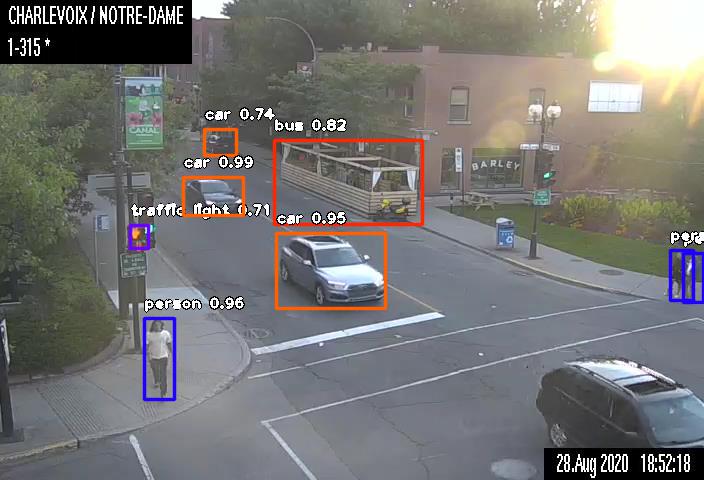 CHARLEVOIX / NOTRE-DAME
1-315 *
car 0.74
bus 0.82
car 0.99
CANAL
BARLEY
traffic light 0.71
car 0.95
pers
person 0.96
28.Aug 2020 18:52:18